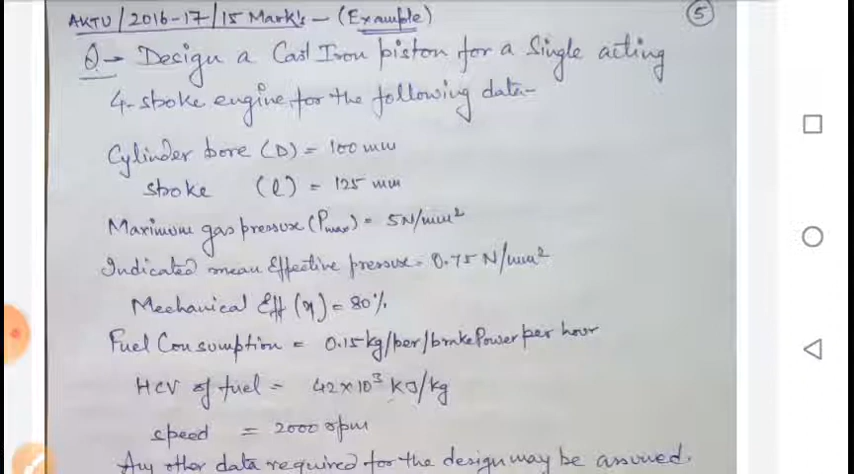 AKTU/2016-17/15 Mark's - (Example)
5
Q→ Design a Cast Iron piston for a Single acting
4-stroke engine for the following data-
Cylinder bore (D) = 100 mm
stroke (l) = 125 mm
Maximum gas pressure (Pmax) = 5N/mm²
Indicated mean Effective pressure = 0.75 N/mm²
Mechanical Eff (η) = 80%
Fuel Consumption = 0.15kg/per/brake Power per hour
HCV of fuel = 42×10³ KJ/kg
speed = 2000 rpm
Any other data required for the design may be assumed.